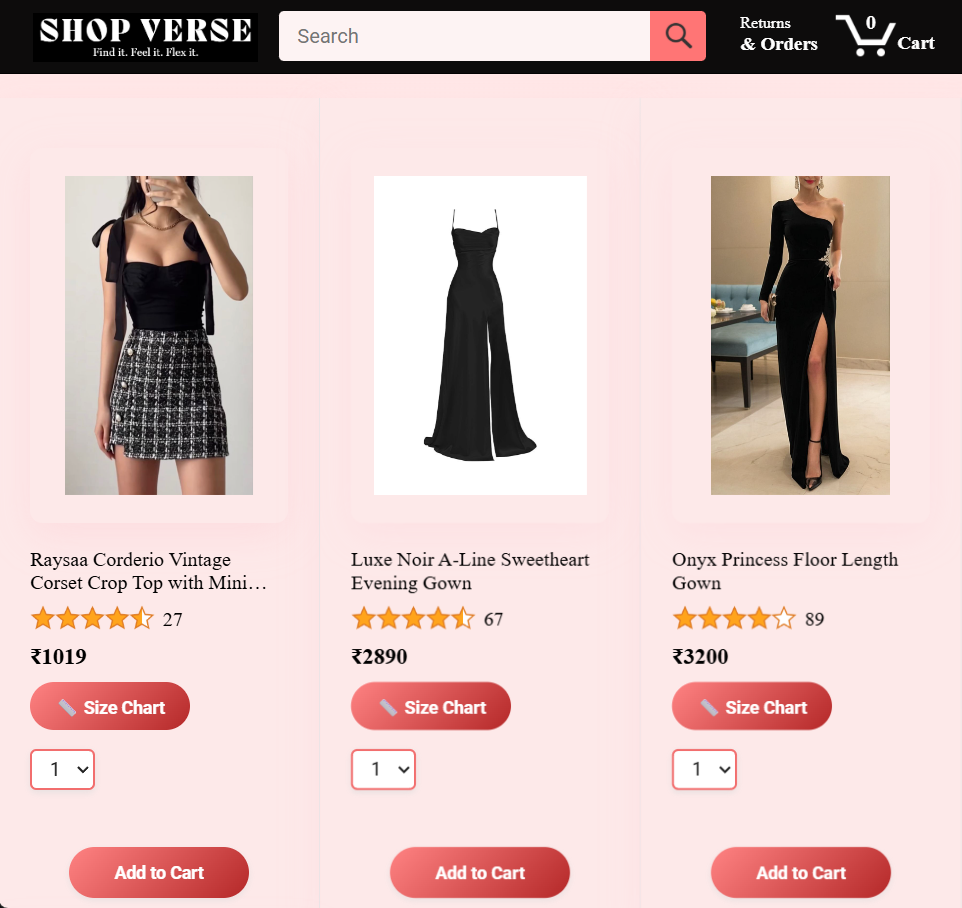 SHOP VERSE
Find it. Feel it. Flex it.
Search
Returns
& Orders
0
Cart
Raysaa Corderio Vintage
Corset Crop Top with Mini…
27
₹1019
📏 Size Chart
1
Add to Cart
Luxe Noir A-Line Sweetheart
Evening Gown
67
₹2890
📏 Size Chart
1
Add to Cart
Onyx Princess Floor Length
Gown
89
₹3200
📏 Size Chart
1
Add to Cart